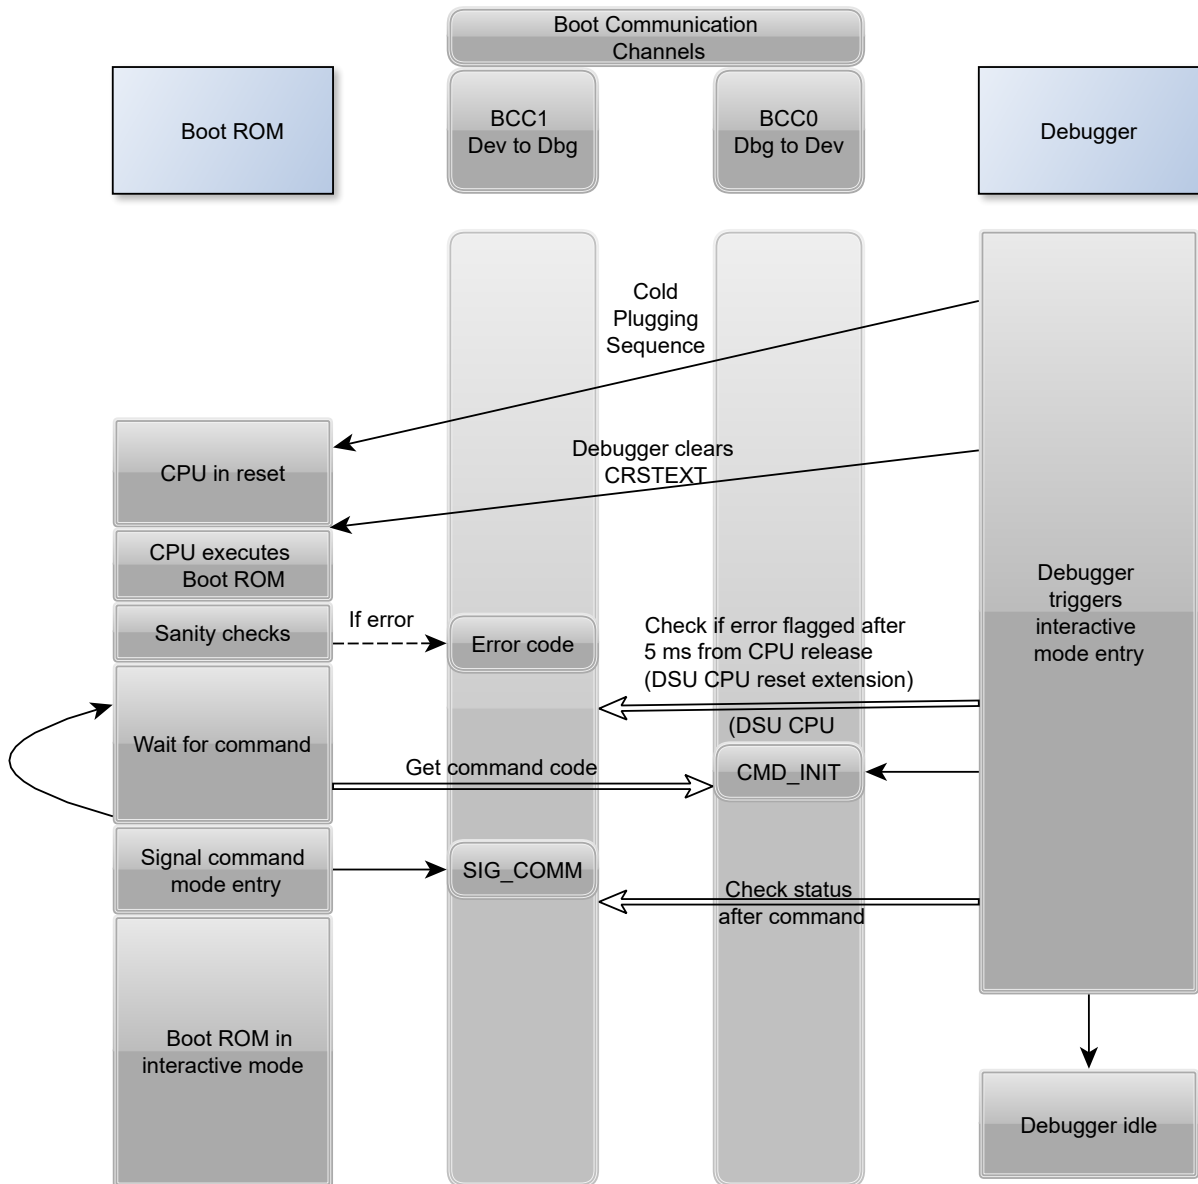 Boot Communication
Channels
Boot ROM
BCC1
Dev to Dbg
BCC0
Dbg to Dev
Debugger
Cold
Plugging
Sequence
CPU in reset
Debugger clears
CRSTEXT
CPU executes
Boot ROM
Sanity checks
If error
Error code
Check if error flagged after
5 ms from CPU release
(DSU CPU reset extension)
Debugger
triggers
interactive
mode entry
(DSU CPU
Wait for command
Get command code
CMD_INIT
Signal command
mode entry
SIG_COMM
Check status
after command
Boot ROM in
interactive mode
Debugger idle